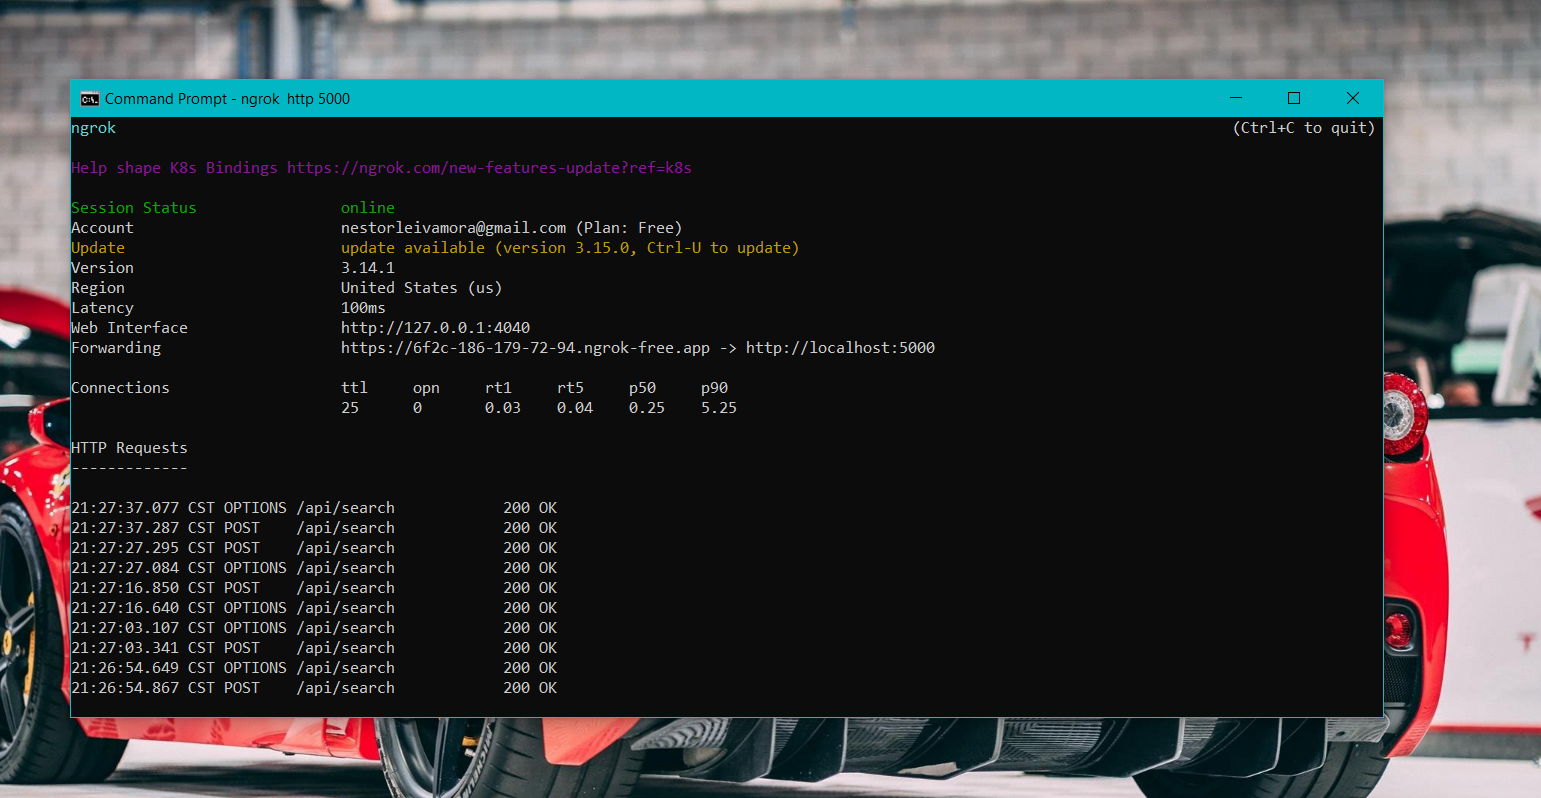 Command Prompt - ngrok  http 5000
ngrok (Ctrl+C to quit)
Help shape K8s Bindings https://ngrok.com/new-features-update?ref=k8s
Session Status online
Account nestorleivamora@gmail.com (Plan: Free)
Update update available (version 3.15.0, Ctrl-U to update)
Version 3.14.1
Region United States (us)
Latency 100ms
Web Interface http://127.0.0.1:4040
Forwarding https://6f2c-186-179-72-94.ngrok-free.app -> http://localhost:5000
Connections ttl opn rt1 rt5 p50 p90
25 0 0.03 0.04 0.25 5.25
HTTP Requests
-------------
21:27:37.077 CST OPTIONS /api/search 200 OK
21:27:37.287 CST POST /api/search 200 OK
21:27:27.295 CST POST /api/search 200 OK
21:27:27.084 CST OPTIONS /api/search 200 OK
21:27:16.850 CST POST /api/search 200 OK
21:27:16.640 CST OPTIONS /api/search 200 OK
21:27:03.107 CST OPTIONS /api/search 200 OK
21:27:03.341 CST POST /api/search 200 OK
21:26:54.649 CST OPTIONS /api/search 200 OK
21:26:54.867 CST POST /api/search 200 OK